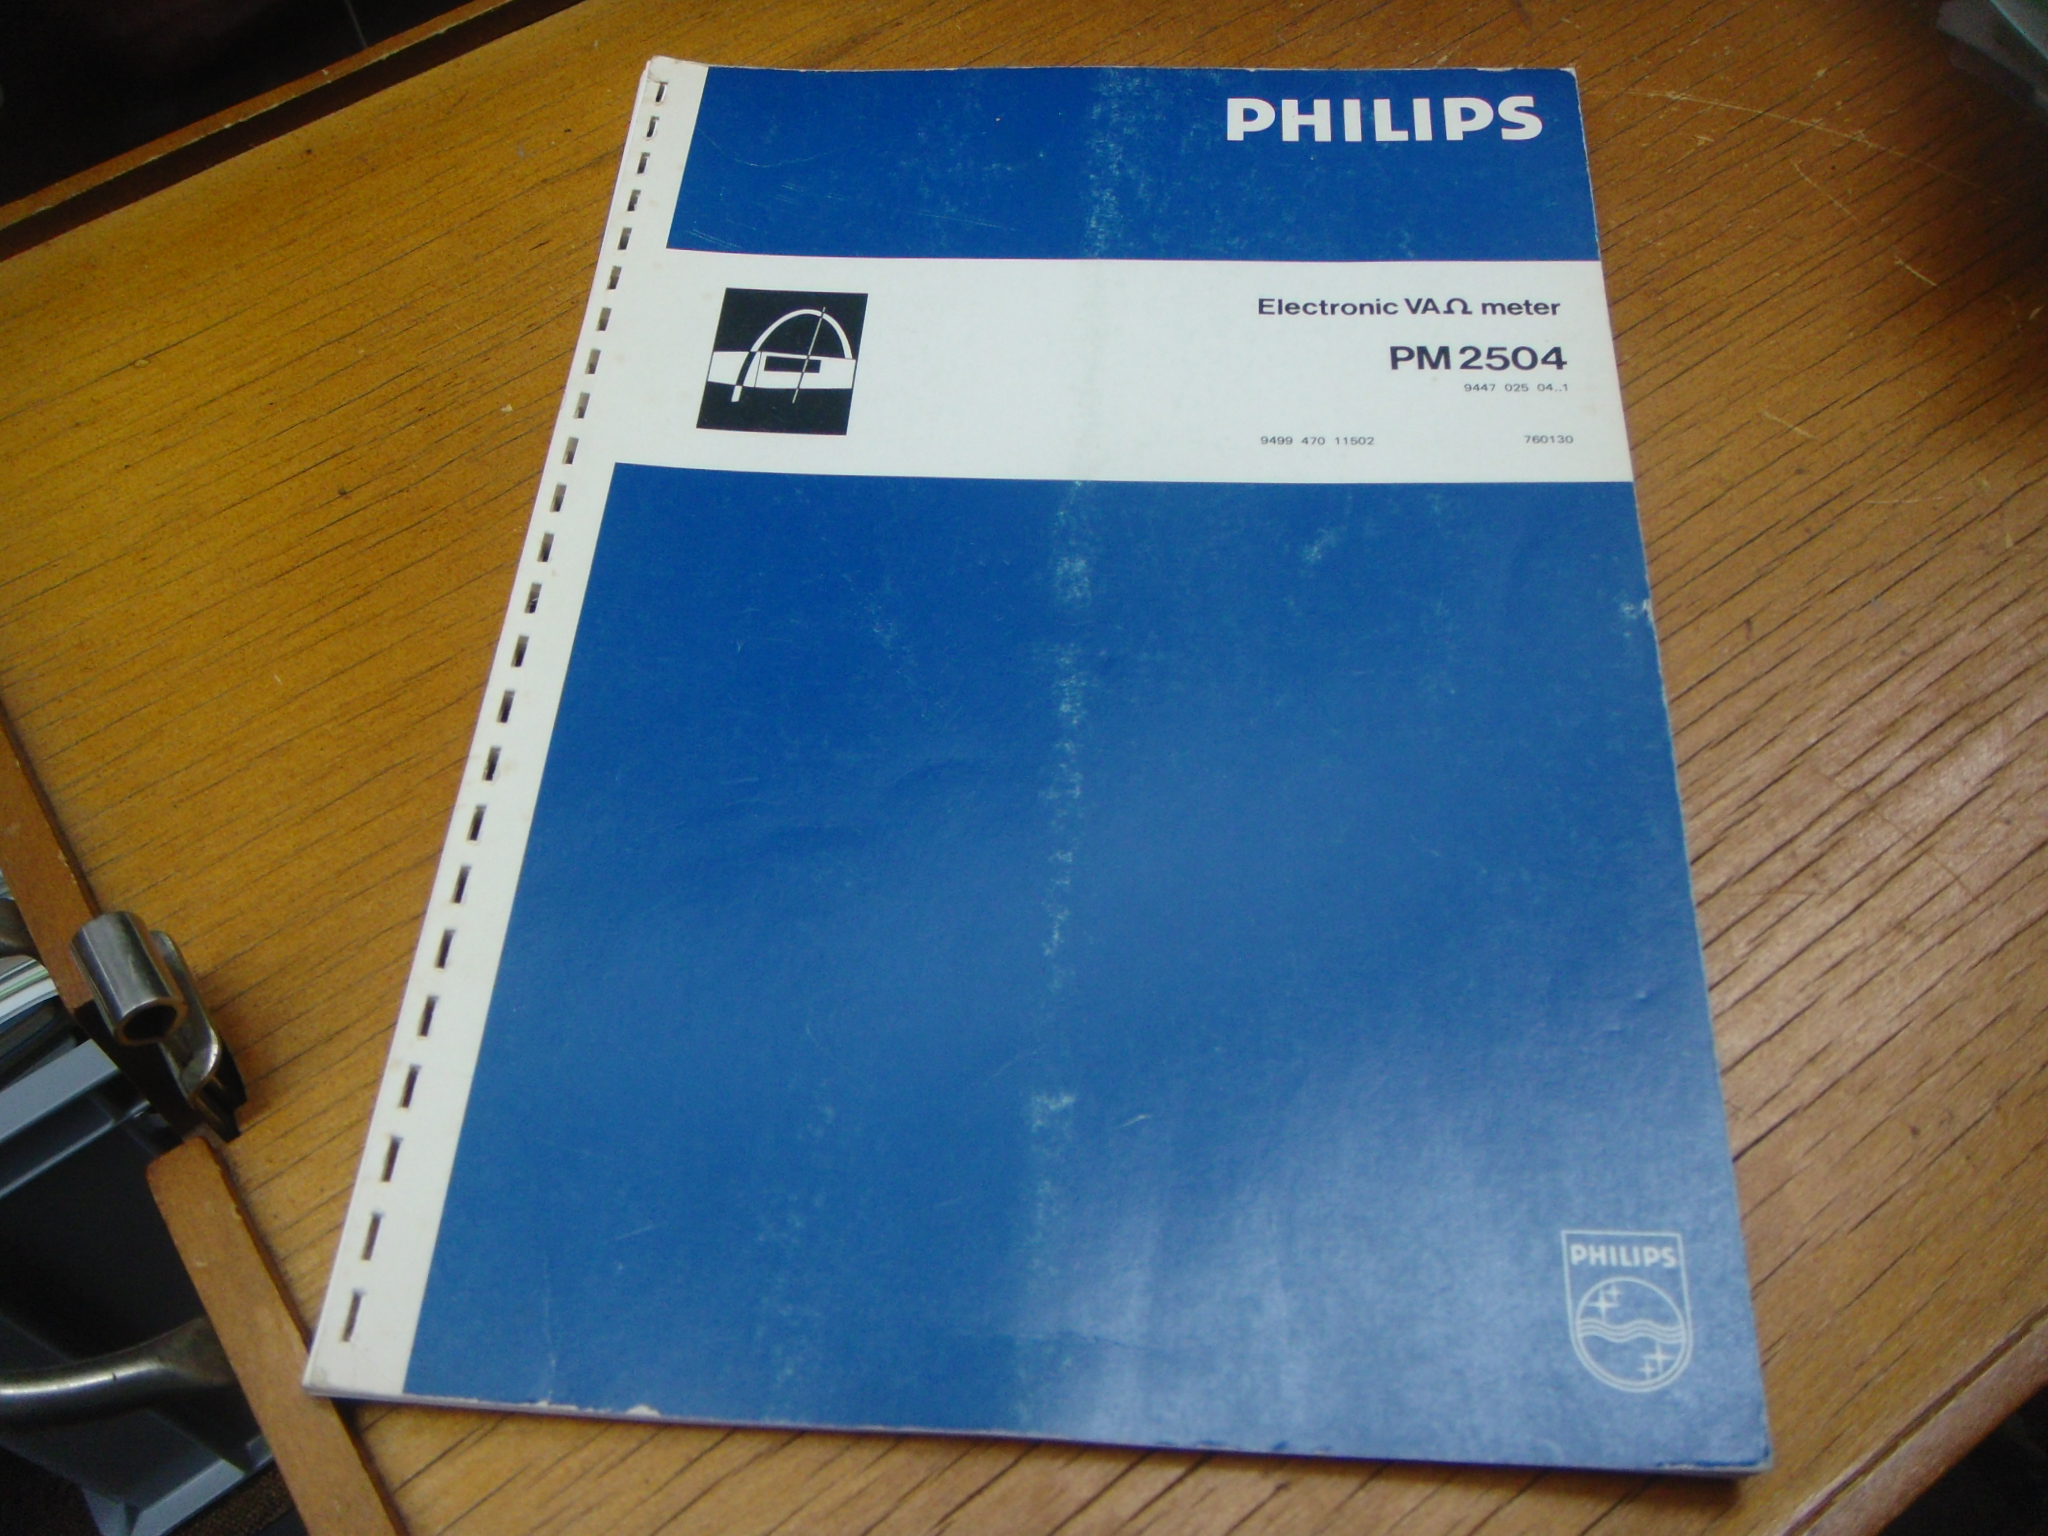 PHILIPS
Electronic VAΩ meter
PM 2504
9447 025 04..1
9499 470 11502 760130
PHILIPS